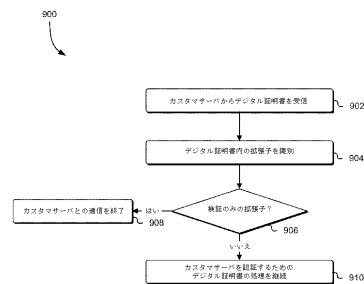 900
カスタマサーバからデジタル証明書を受信
902
デジタル証明書内の拡張子を識別
904
検証のみの拡張子?
906
はい
カスタマサーバとの通信を終了
908
いいえ
カスタマサーバを認証するための
デジタル証明書の処理を継続
910